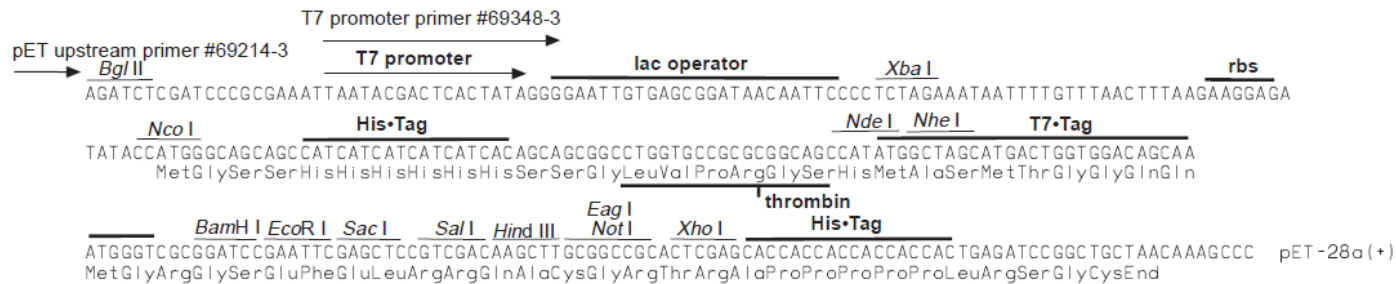 T7 promoter primer #69348-3
pET upstream primer #69214-3
Bgl II T7 promoter lac operator Xba I rbs
AGATCTCGATCCCGCGAAATTAATACGACTCACTATAGGGGAATTGTGAGCGGATAACAATTCCCCTCTAGAAATAATTTTGTTTAACTTTAAGAAGGAGA
Nco I His•Tag Nde I Nhe I T7•Tag
TATACCATGGGCAGCAGCCATCATCATCATCATCACAGCAGCGGCCTGGTGCCGCGCGGCAGCCATATGGCTAGCATGACTGGTGGACAGCAA
MetGlySerSerHisHisHisHisHisHisSerSerGlyLeuValProArgGlySerHisMetAlaSerMetThrGlyGlyGlnGln
thrombin
Eag I
BamH I EcoR I Sac I Sal I Hind III Not I Xho I His•Tag
ATGGGTCGCGGATCCGAATTCGAGCTCCGTCGACAAGCTTGCGGCCGCACTCGAGCACCACCACCACCACCACTGAGATCCGGCTGCTAACAAAGCCC pET-28a(+)
MetGlyArgGlySerGluPheGluLeuArgArgGlnAlaCysGlyArgThrArgAlaProProProProProLeuArgSerGlyCysEnd